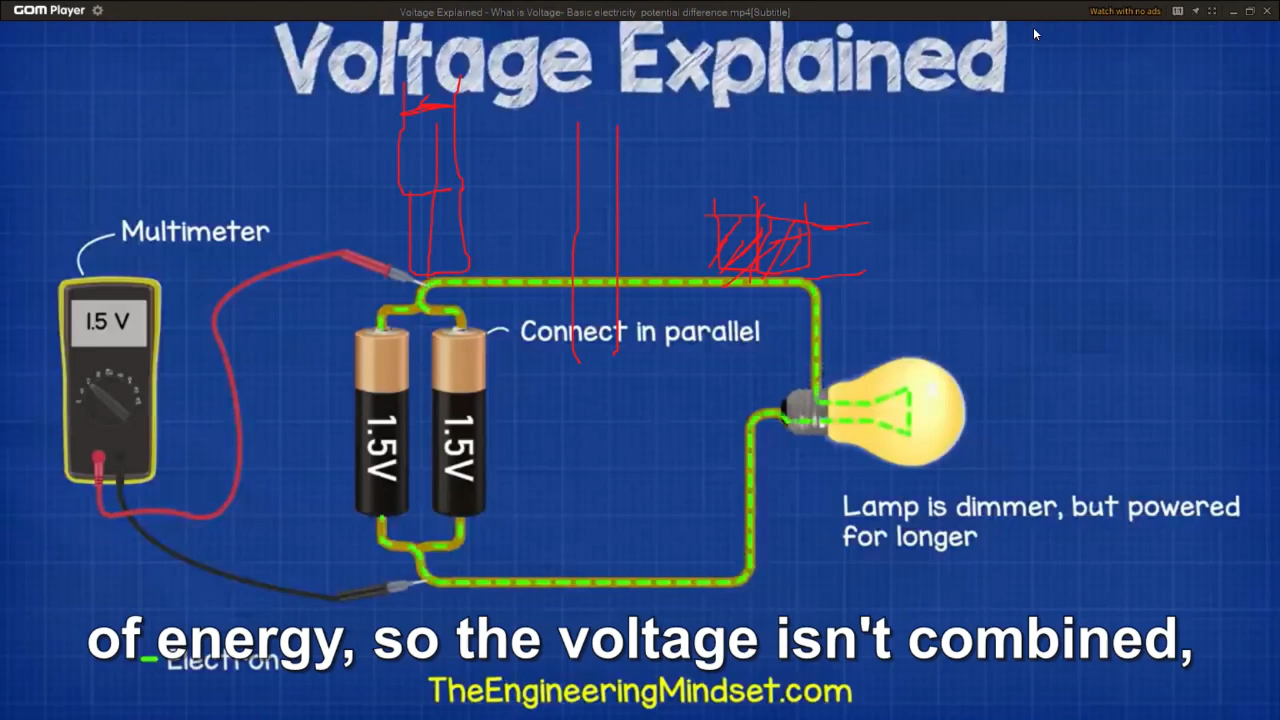 GOM Player
Voltage Explained - What is Voltage- Basic electricity potential difference.mp4[Subtitle]
Watch with no ads
Voltage Explained
Multimeter
1.5 V
Connect in parallel
1.5V
1.5V
Lamp is dimmer, but powered
for longer
of energy, so the voltage isn't combined,
Electron
TheEngineeringMindset.com